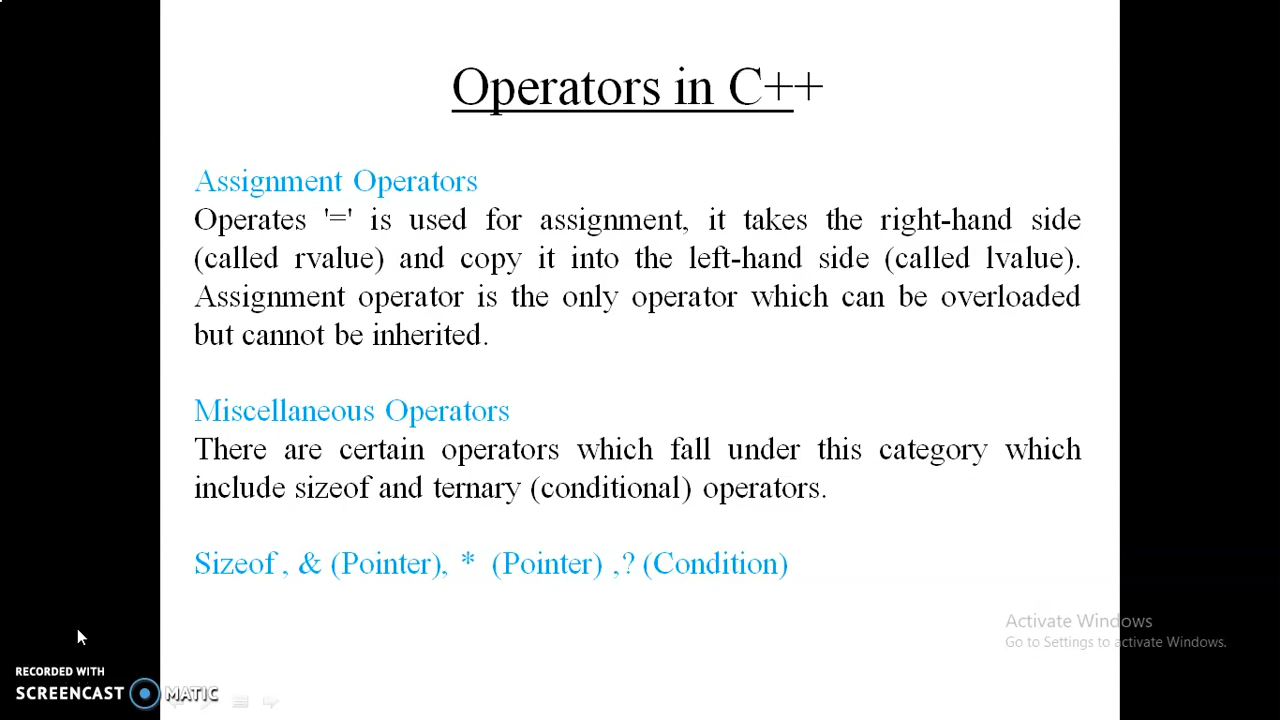 Operators in C++
Assignment Operators
Operates '=' is used for assignment, it takes the right-hand side
(called rvalue) and copy it into the left-hand side (called lvalue).
Assignment operator is the only operator which can be overloaded
but cannot be inherited.
Miscellaneous Operators
There are certain operators which fall under this category which
include sizeof and ternary (conditional) operators.
Sizeof , & (Pointer), * (Pointer) ,? (Condition)
Activate Windows
Go to Settings to activate Windows.
RECORDED WITH
SCREENCAST MATIC